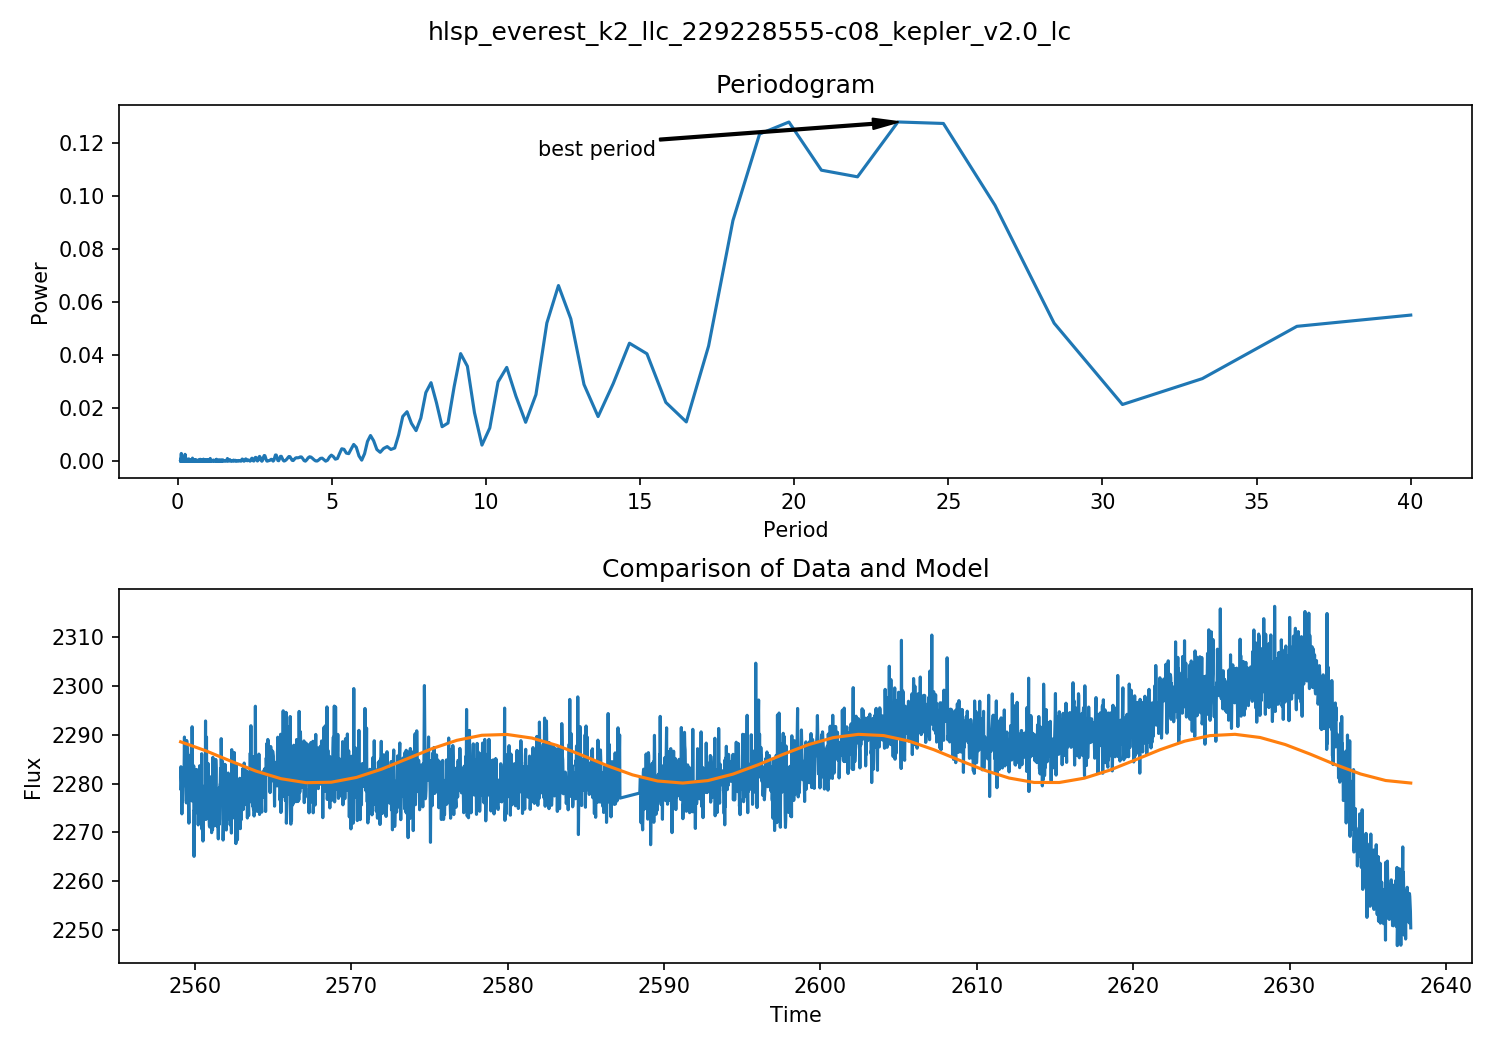 hlsp_everest_k2_llc_229228555-c08_kepler_v2.0_lc
Periodogram
Power
0.12
0.10
0.08
0.06
0.04
0.02
0.00
best period
0 5 10 15 20 25 30 35 40
Period
Comparison of Data and Model
Flux
2310
2300
2290
2280
2270
2260
2250
2560 2570 2580 2590 2600 2610 2620 2630 2640
Time